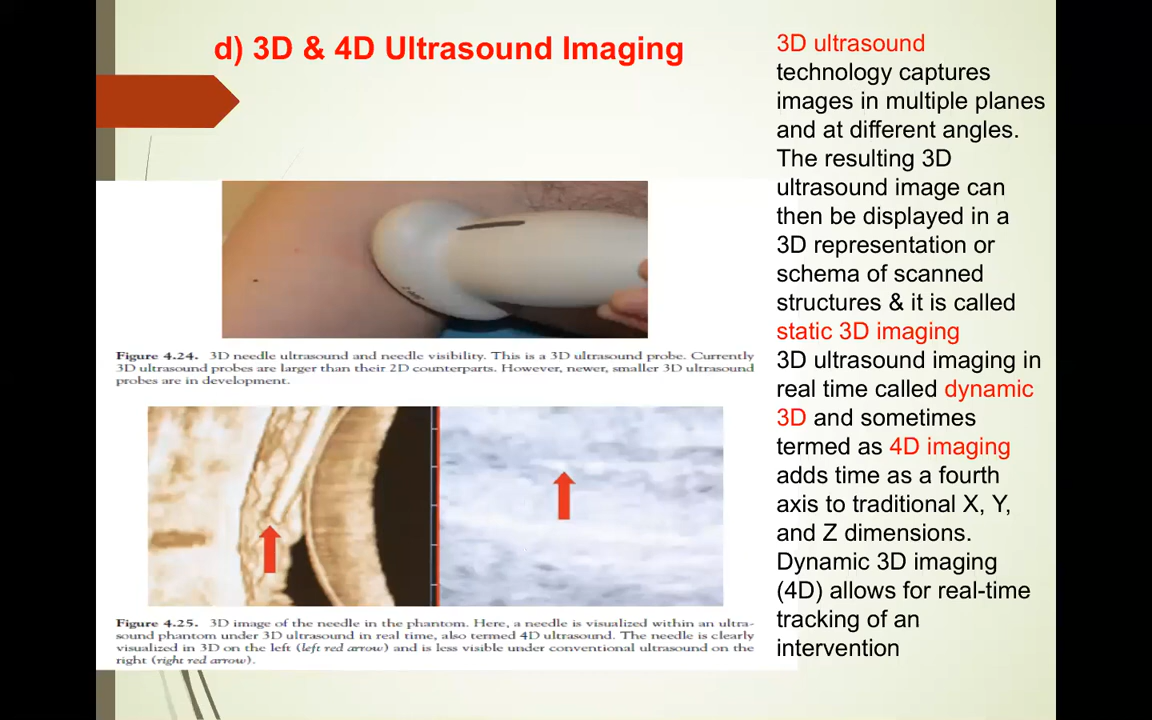 d) 3D & 4D Ultrasound Imaging
Figure 4.24. 3D needle ultrasound and needle visibility. This is a 3D ultrasound probe. Currently
3D ultrasound probes are larger than their 2D counterparts. However, newer, smaller 3D ultrasound
probes are in development.
Figure 4.25. 3D image of the needle in the phantom. Here, a needle is visualized within an ultra-
sound phantom under 3D ultrasound in real time, also termed 4D ultrasound. The needle is clearly
visualized in 3D on the left (left red arrow) and is less visible under conventional ultrasound on the
right (right red arrow).
3D ultrasound
technology captures
images in multiple planes
and at different angles.
The resulting 3D
ultrasound image can
then be displayed in a
3D representation or
schema of scanned
structures & it is called
static 3D imaging
3D ultrasound imaging in
real time called dynamic
3D and sometimes
termed as 4D imaging
adds time as a fourth
axis to traditional X, Y,
and Z dimensions.
Dynamic 3D imaging
(4D) allows for real-time
tracking of an
intervention